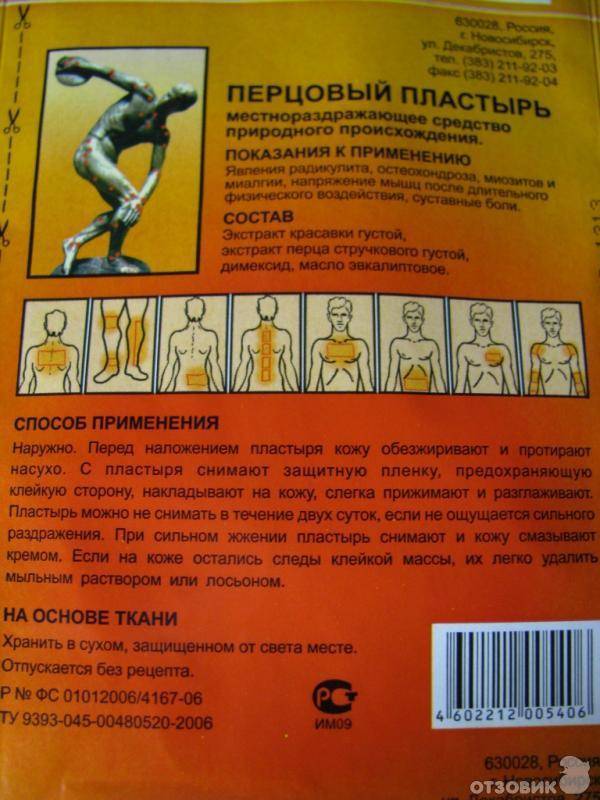 630028, Россия,
г. Новосибирск,
ул. Декабристов, 275,
тел. (383) 211-92-03
факс (383) 211-92-04
ПЕРЦОВЫЙ ПЛАСТЫРЬ
местнораздражающее средство
природного происхождения.
ПОКАЗАНИЯ К ПРИМЕНЕНИЮ
Явления радикулита, остеохондроза, миозитов и
миалгии, напряжение мышц после длительного
физического воздействия, суставные боли.
СОСТАВ
Экстракт красавки густой,
экстракт перца стручкового густой,
димексид, масло эвкалиптовое.
СПОСОБ ПРИМЕНЕНИЯ
Наружно. Перед наложением пластыря кожу обезжиривают и протирают
насухо. С пластыря снимают защитную пленку, предохраняющую
клейкую сторону, накладывают на кожу, слегка прижимают и разглаживают.
Пластырь можно не снимать в течение двух суток, если не ощущается сильного
раздражения. При сильном жжении пластырь снимают и кожу смазывают
кремом. Если на коже остались следы клейкой массы, их легко удалить
мыльным раствором или лосьоном.
НА ОСНОВЕ ТКАНИ
Хранить в сухом, защищенном от света месте.
Отпускается без рецепта.
Р № ФС 01012006/4167-06
ТУ 9393-045-00480520-2006
РСТ
ИМ09
4 602212 005406
630028, Россия
ОТЗОВИК